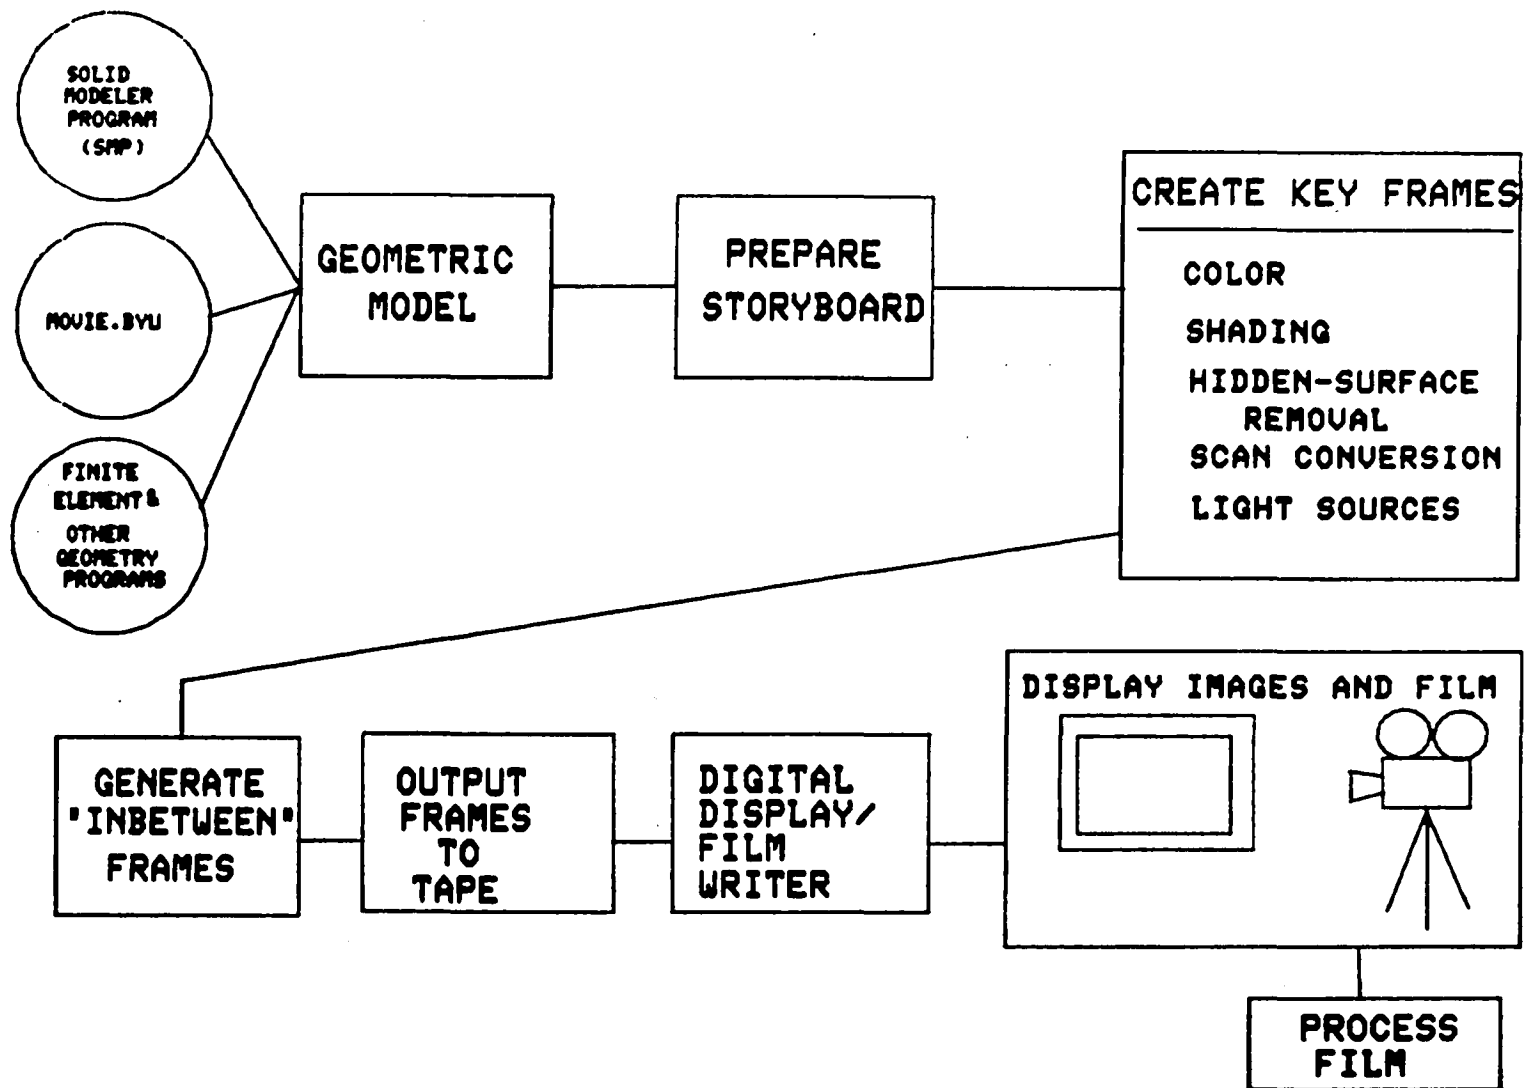 SOLID
MODELER
PROGRAM
(SMP)
MOVIE.BYU
FINITE
ELEMENT &
OTHER
GEOMETRY
PROGRAMS
GEOMETRIC
MODEL
PREPARE
STORYBOARD
CREATE KEY FRAMES
COLOR
SHADING
HIDDEN-SURFACE
REMOVAL
SCAN CONVERSION
LIGHT SOURCES
GENERATE
"INBETWEEN"
FRAMES
OUTPUT
FRAMES
TO
TAPE
DIGITAL
DISPLAY/
FILM
WRITER
DISPLAY IMAGES AND FILM
PROCESS
FILM